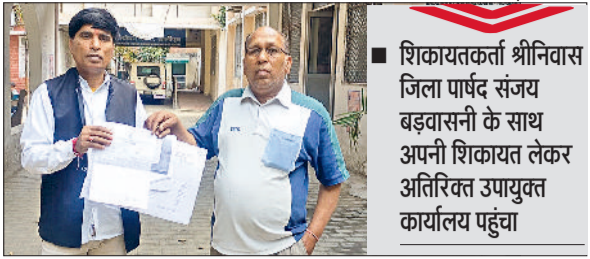 ■ शिकायतकर्ता श्रीनिवास
जिला पार्षद संजय
बड़वासनी के साथ
अपनी शिकायत लेकर
अतिरिक्त उपायुक्त
कार्यालय पहुंचा